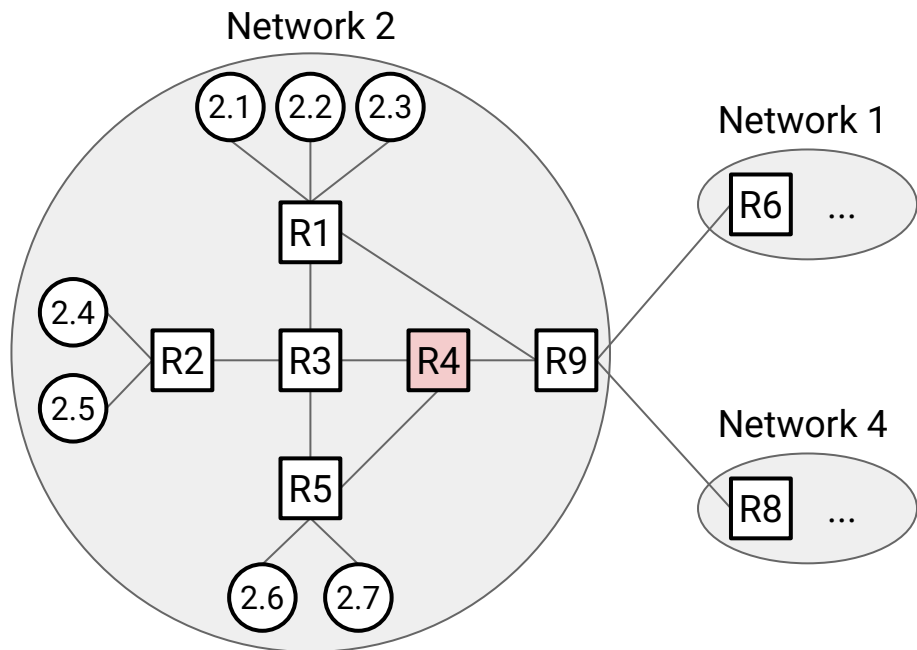 Network 2
2.1
2.2
2.3
Network 1
R6
...
R1
2.4
R2
R3
R4
R9
2.5
Network 4
R5
R8
...
2.6
2.7